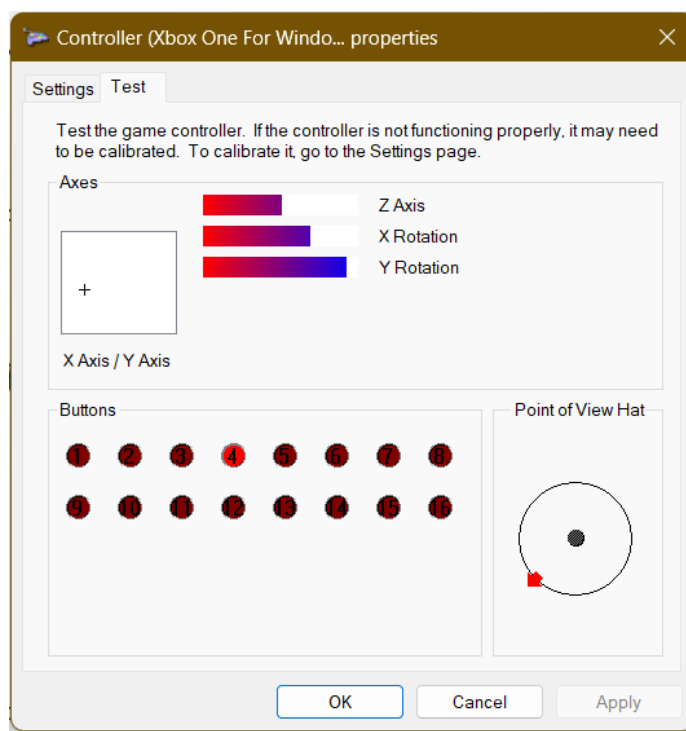 Controller (Xbox One For Windo... properties
Settings Test
Test the game controller. If the controller is not functioning properly, it may need
to be calibrated. To calibrate it, go to the Settings page.
Axes
Z Axis
X Rotation
Y Rotation
X Axis / Y Axis
Buttons
1 2 3 4 5 6 7 8
9 10 11 12 13 14 15 16
Point of View Hat
OK Cancel Apply